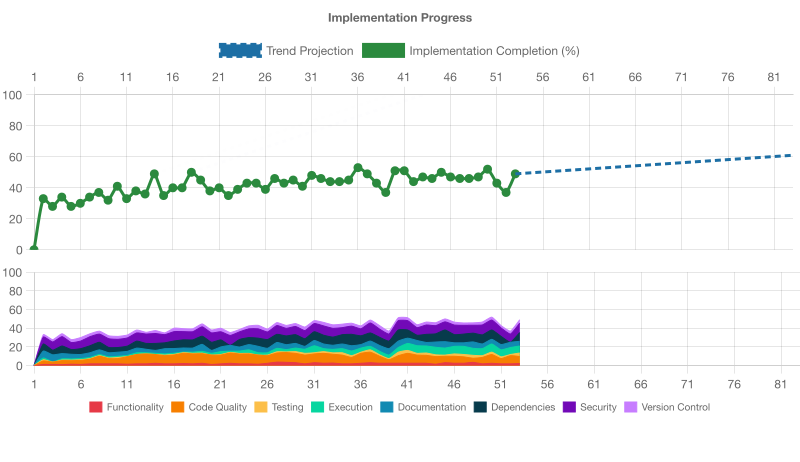 Implementation Progress
Trend Projection Implementation Completion (%)
1 6 11 16 21 26 31 36 41 46 51 56 61 66 71 76 81
100
80
60
40
20
0
100
80
60
40
20
0
1 6 11 16 21 26 31 36 41 46 51 56 61 66 71 76 81
Functionality Code Quality Testing Execution Documentation Dependencies Security Version Control